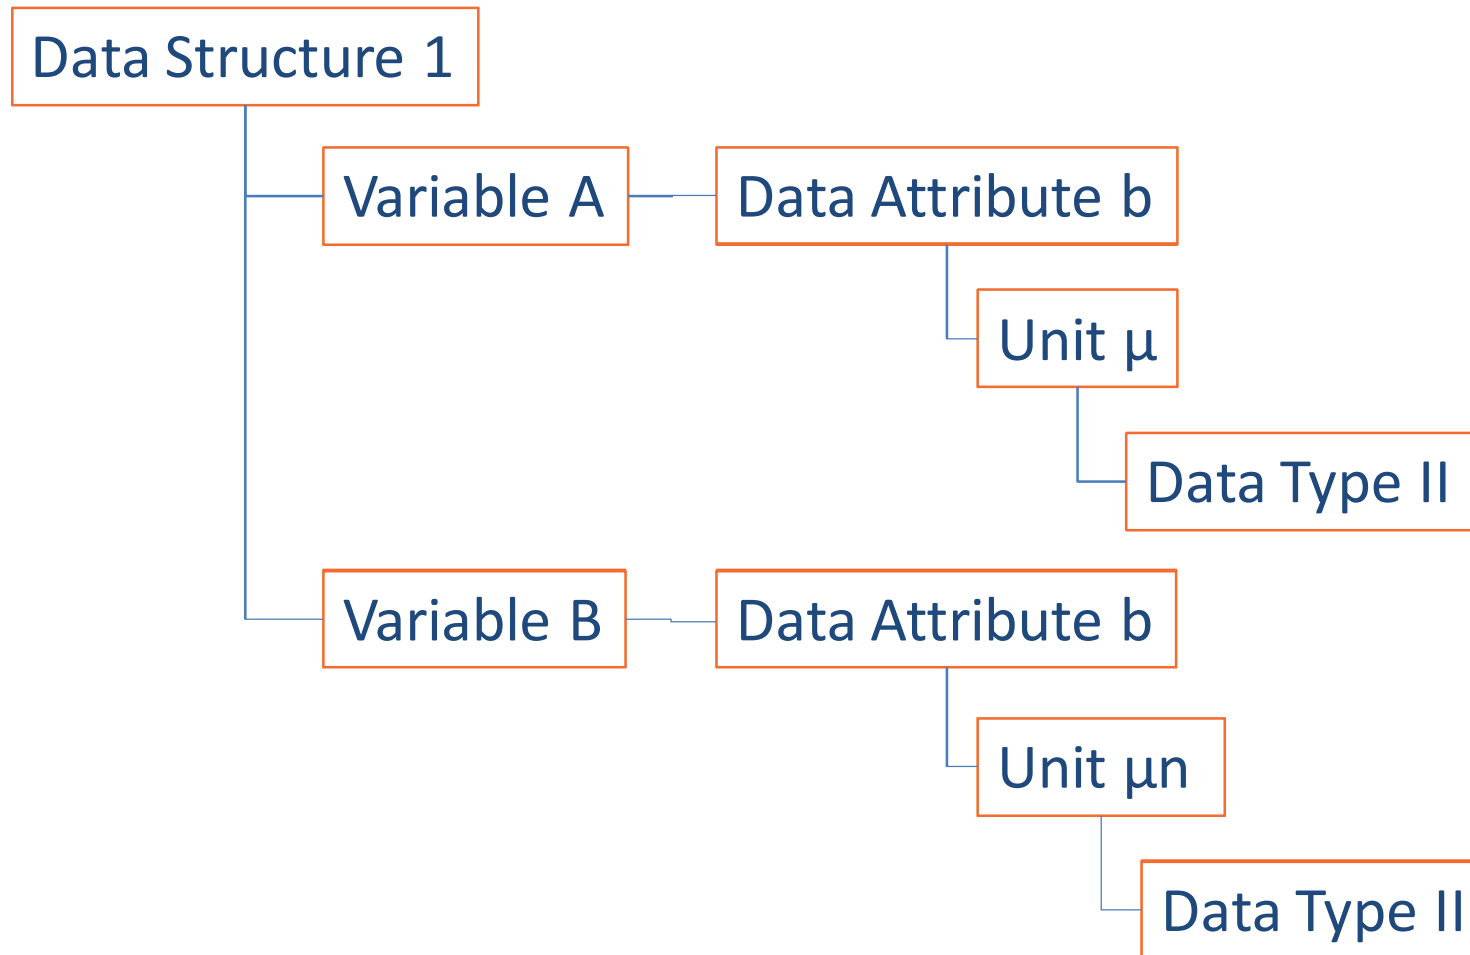 Data Structure 1
Variable A
Data Attribute b
Unit µ
Data Type II
Variable B
Data Attribute b
Unit µn
Data Type II